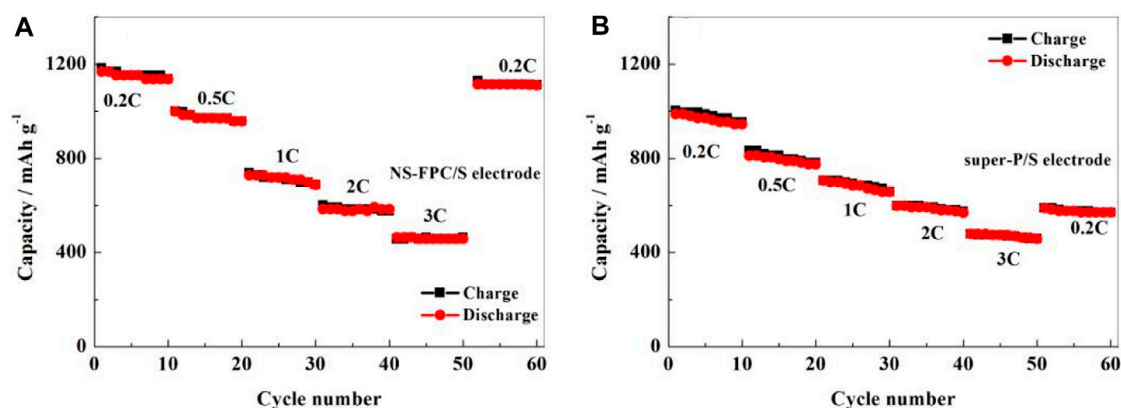 A
Capacity / mAh g-1
1200
800
400
0
0.2C
0.5C
1C
2C
3C
0.2C
NS-FPC/S electrode
Charge
Discharge
0 10 20 30 40 50 60
Cycle number
B
Capacity / mAh g-1
1200
800
400
0
Charge
Discharge
0.2C
0.5C
1C
2C
3C
0.2C
super-P/S electrode
0 10 20 30 40 50 60
Cycle number